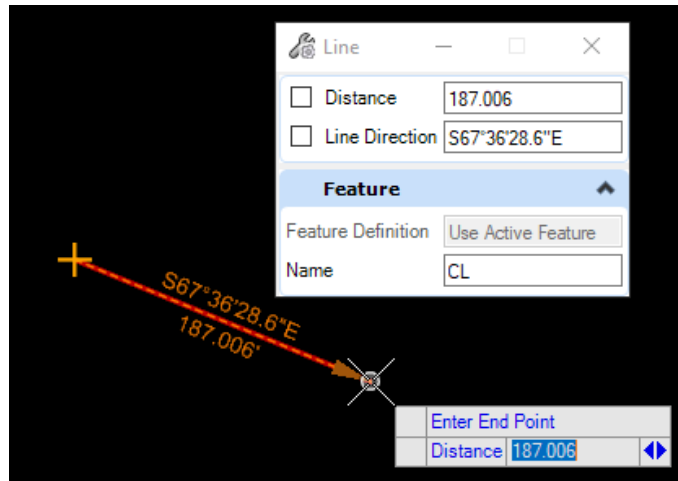 Line
Distance 187.006
Line Direction S67°36'28.6"E
Feature
Feature Definition Use Active Feature
Name CL
S67°36'28.6"E
187.006'
Enter End Point
Distance 187.006